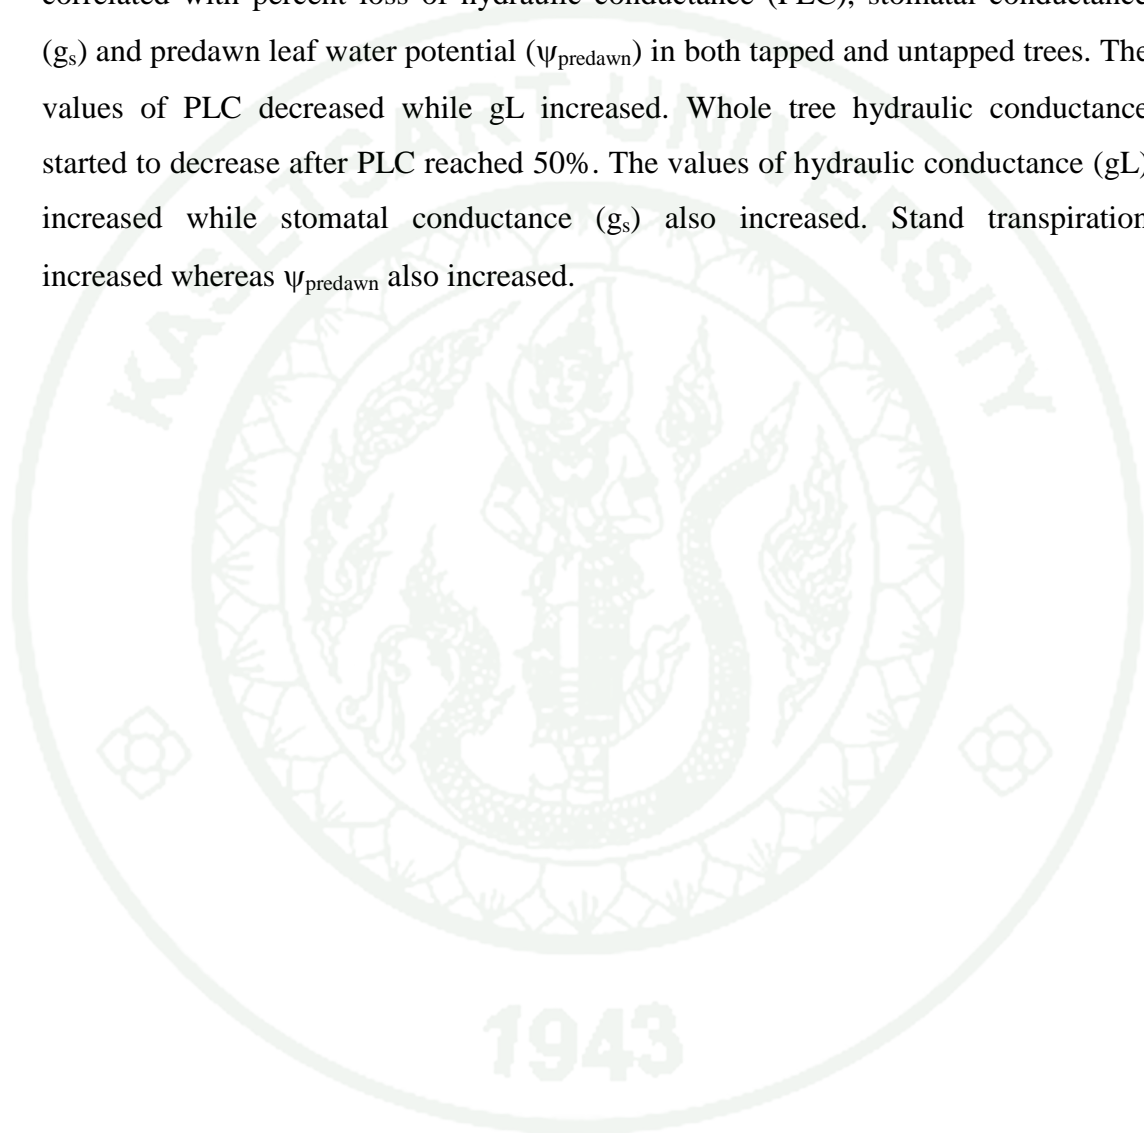 correlated with percent loss of hydraulic conductance (PLC), stomatal conductance
(gs) and predawn leaf water potential (ψpredawn) in both tapped and untapped trees. The
values of PLC decreased while gL increased. Whole tree hydraulic conductance
started to decrease after PLC reached 50%. The values of hydraulic conductance (gL)
increased while stomatal conductance (gs) also increased. Stand transpiration
increased whereas ψpredawn also increased.
KASETSART UNIVERSITY
1943